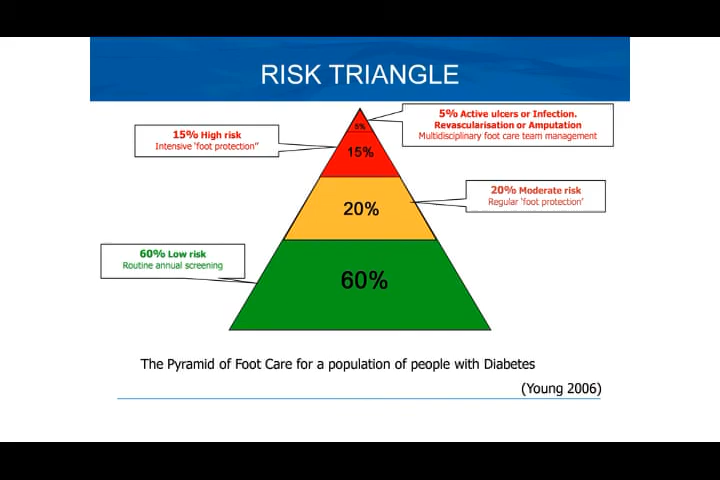 RISK TRIANGLE
5% Active ulcers or Infection.
Revascularisation or Amputation
Multidisciplinary foot care team management
15% High risk
Intensive 'foot protection"
5%
15%
20% Moderate risk
Regular 'foot protection'
20%
60% Low risk
Routine annual screening
60%
The Pyramid of Foot Care for a population of people with Diabetes
(Young 2006)